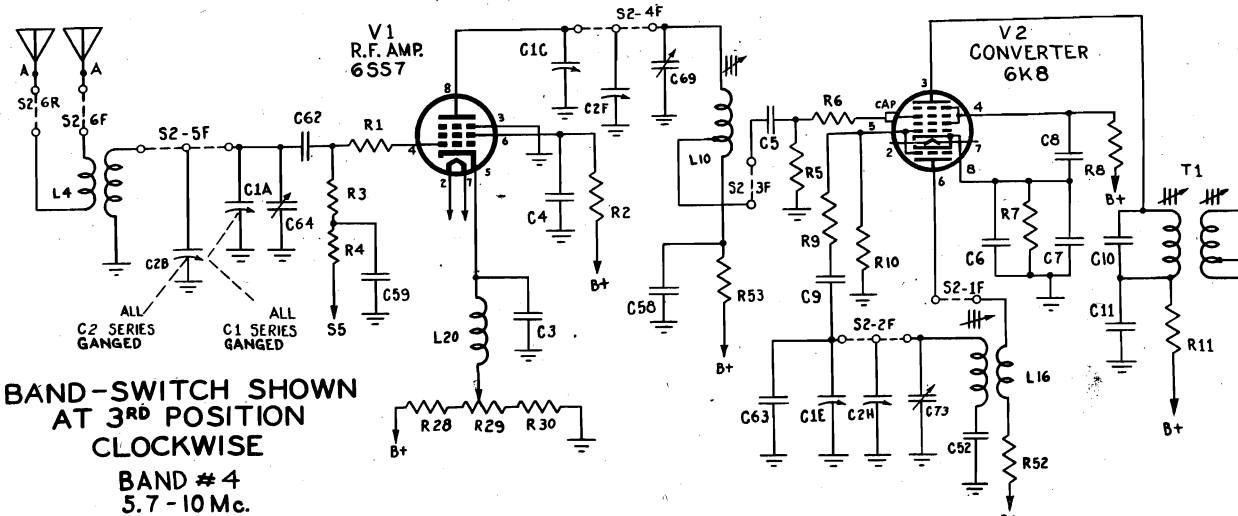 V1
R.F. AMP.
6SS7
S2-4F
C1C
C2F
C69
L10
V2
CONVERTER
6K8
CAP
3
4
5
2
7
8
6
A
A
S2 6R
S2 6F
L4
S2-5F
C62
R1
C1A
C64
C2B
R3
R4
C59
S5
8
3
6
4
2
7
5
C4
R2
B+
L20
C3
ALL
C2 SERIES
GANGED
ALL
C1 SERIES
GANGED
C5
R6
R5
S2 3F
C58
R53
B+
R9
R10
C9
C8
R8
B+
R7
C6
C7
T1
C10
C11
R11
B+
S2-1F
S2-2F
L16
C63
C1E
C2H
C73
C52
R52
R28
R29
R30
B+
BAND-SWITCH SHOWN
AT 3RD POSITION
CLOCKWISE
BAND #4
5.7-10 Mc.